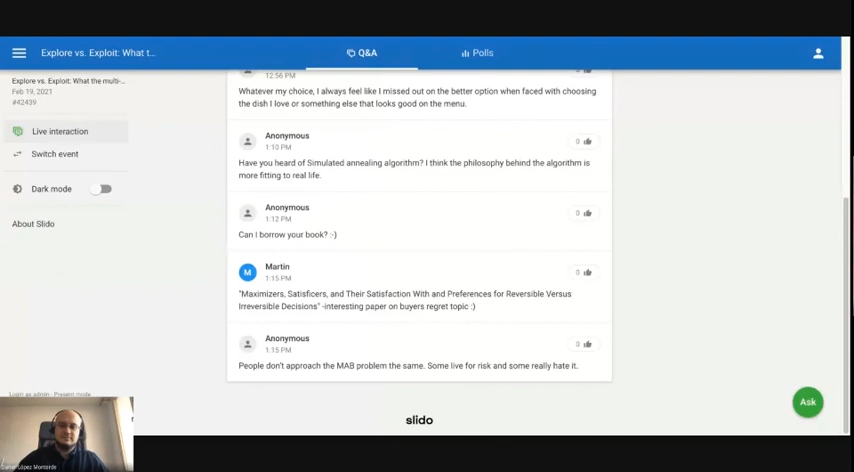 Explore vs. Exploit: What t...
Q&A
Polls
Explore vs. Exploit: What the multi-...
Feb 19, 2021
#42439
Live interaction
Switch event
Dark mode
About Slido
12:56 PM
Whatever my choice, I always feel like I missed out on the better option when faced with choosing
the dish I love or something else that looks good on the menu.
Anonymous
0
1:10 PM
Have you heard of Simulated annealing algorithm? I think the philosophy behind the algorithm is
more fitting to real life.
Anonymous
0
1:12 PM
Can I borrow your book? :-)
M
Martin
0
1:15 PM
"Maximizers, Satisficers, and Their Satisfaction With and Preferences for Reversible Versus
Irreversible Decisions" -interesting paper on buyers regret topic :)
Anonymous
0
1:15 PM
People don't approach the MAB problem the same. Some live for risk and some really hate it.
Login as admin - Present mode
Ask
slido
López Monterde